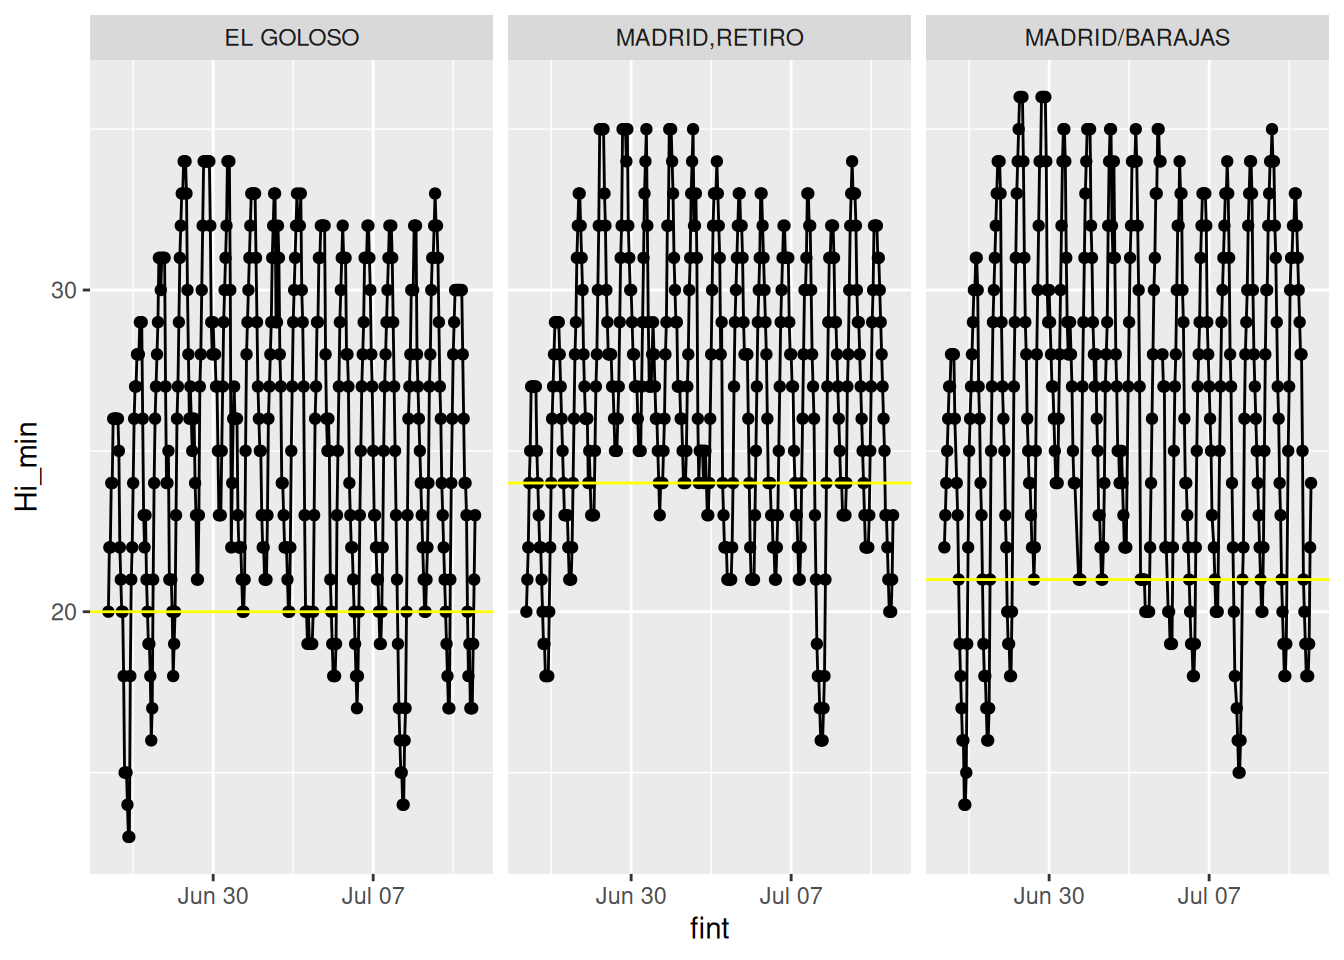 EL GOLOSO MADRID,RETIRO MADRID/BARAJAS
30
20
Hi_min
Jun 30 Jul 07 Jun 30 Jul 07 Jun 30 Jul 07
fint